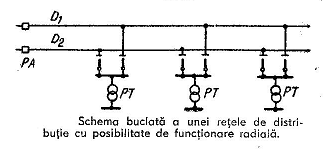 D1
D2
PA
PT
PT
PT
Schema buclată a unei rețele de distri-
buție cu posibilitate de funcționare radială.